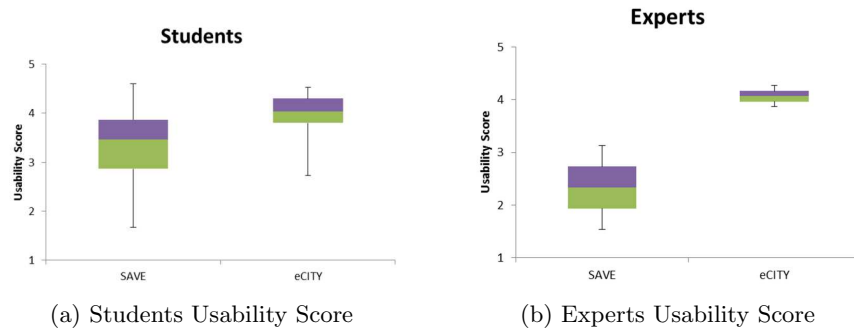 Students
5
4
3
2
1
Usability Score
SAVE
eCITY
(a) Students Usability Score
Experts
5
4
3
2
1
Usability Score
SAVE
eCITY
(b) Experts Usability Score